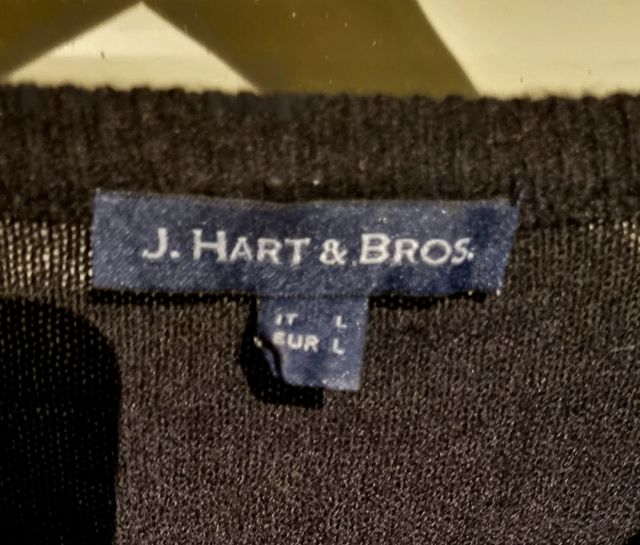 J. HART & BROS.
IT L
EUR L